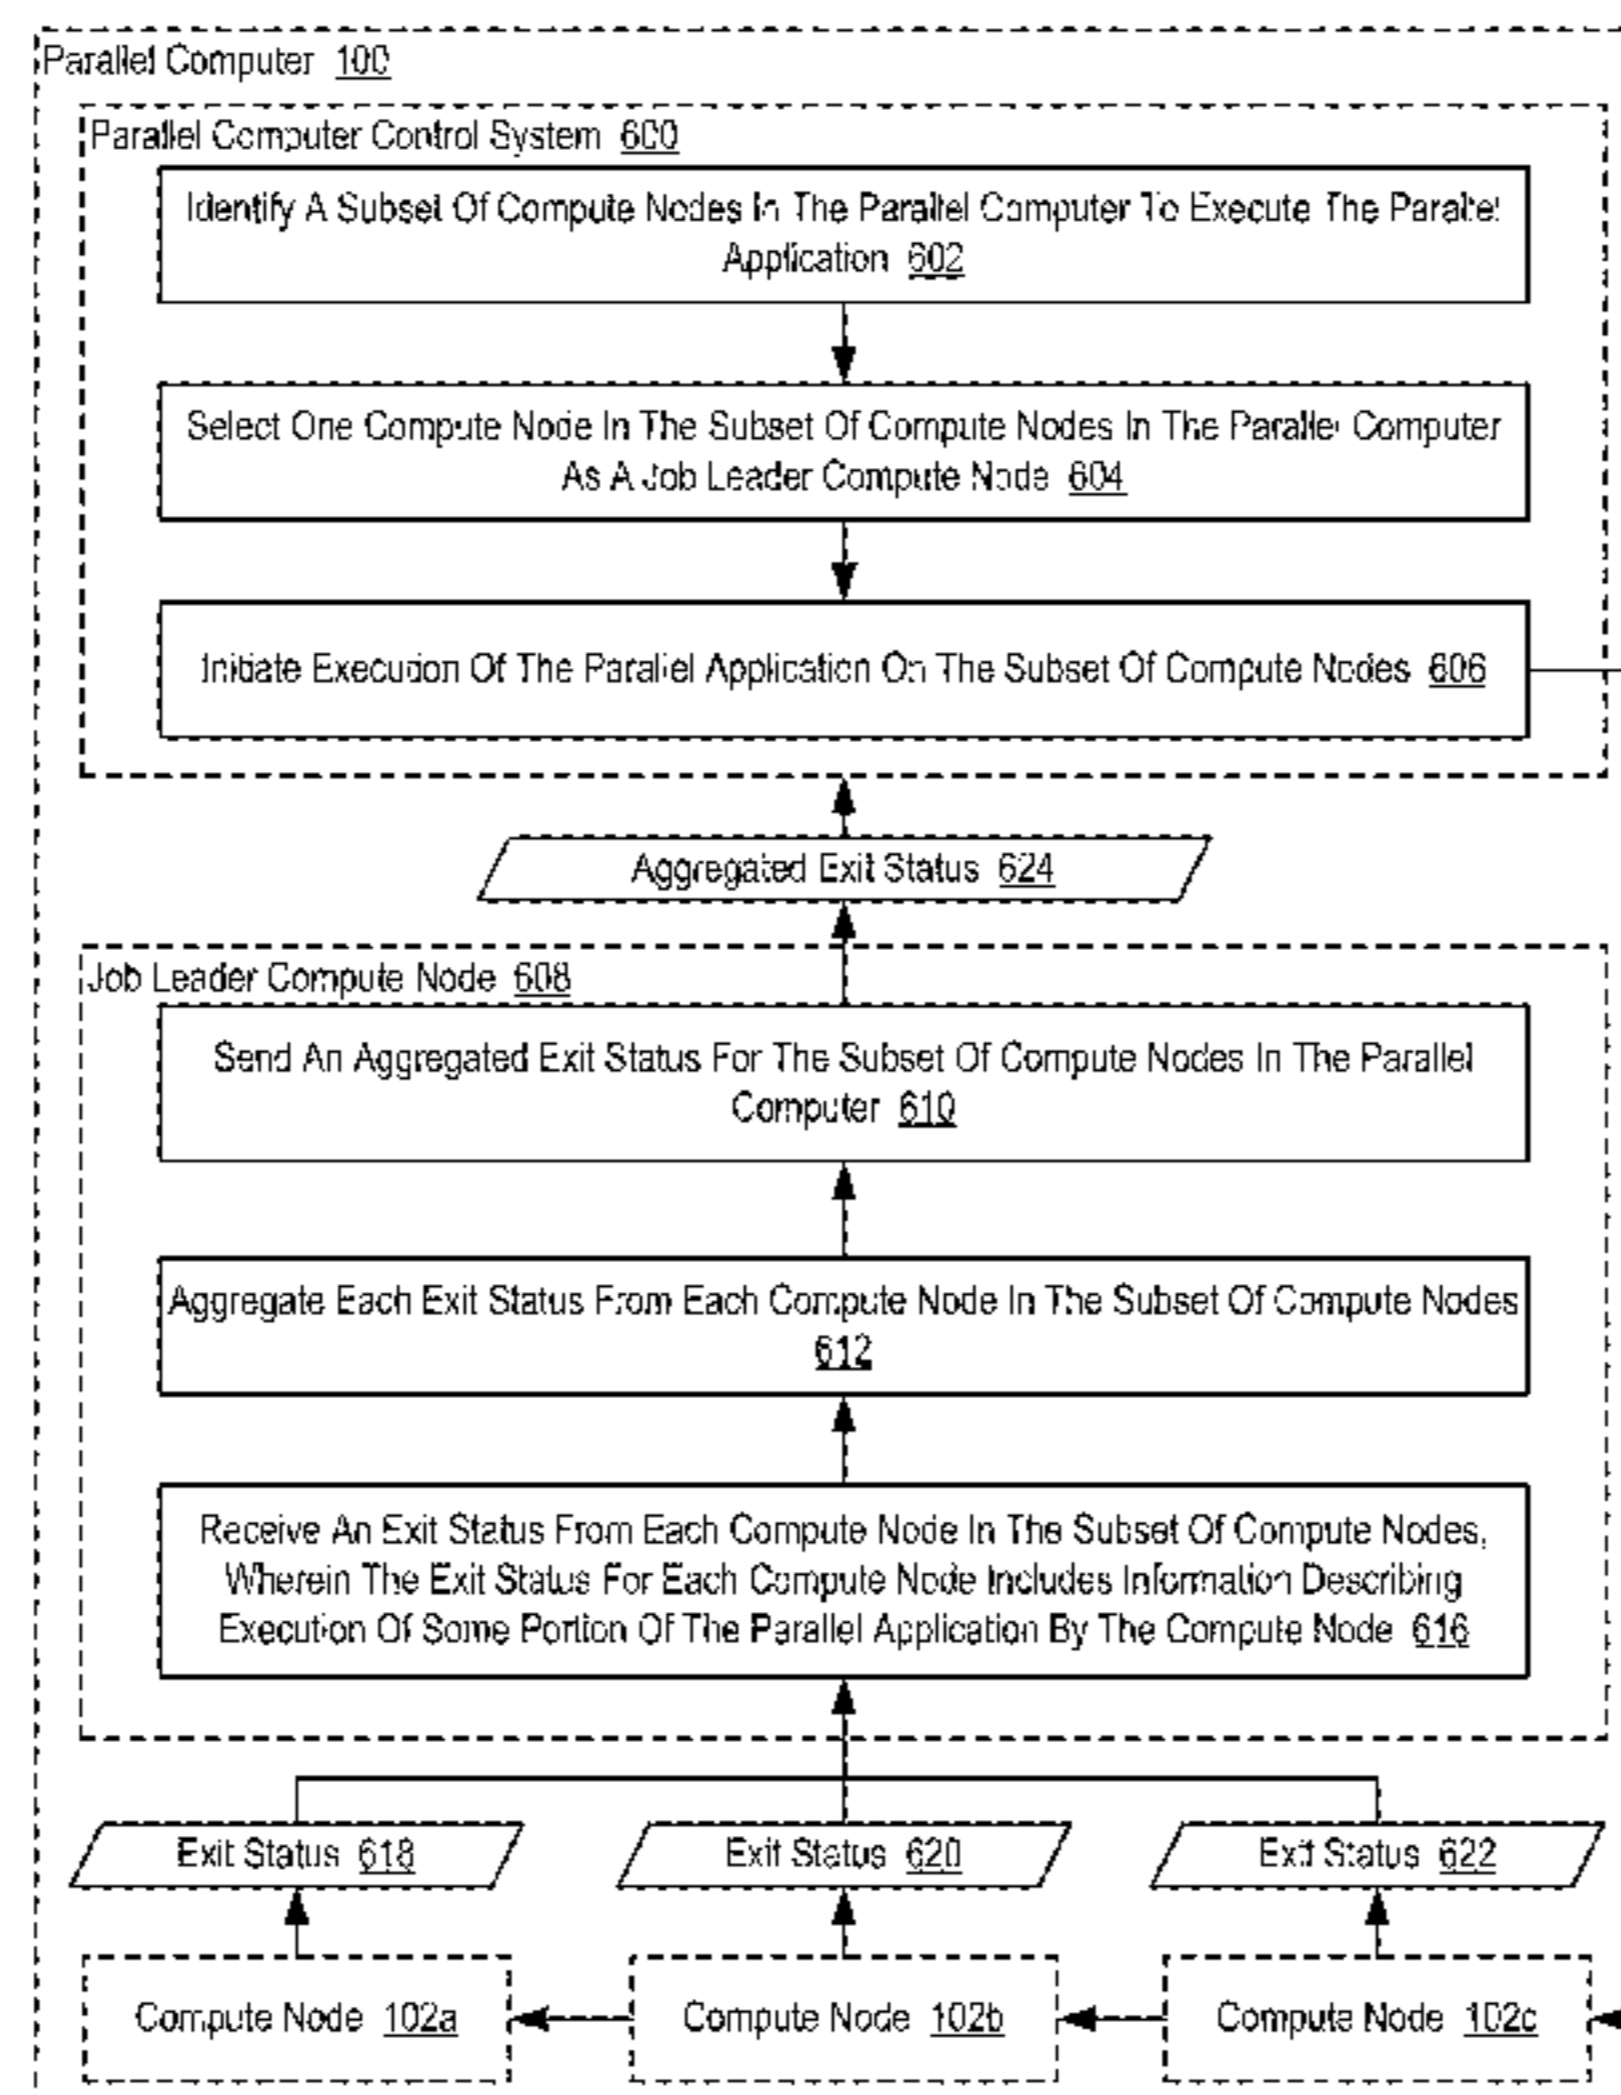 Parallel Computer 100
Parallel Computer Control System 600
Identify A Subset Of Compute Nodes In The Parallel Computer To Execute The Parallel
Application 602
Select One Compute Node In The Subset Of Compute Nodes In The Parallel Computer
As A Job Leader Compute Node 604
Initiate Execution Of The Parallel Application On The Subset Of Compute Nodes 606
Aggregated Exit Status 624
Job Leader Compute Node 608
Send An Aggregated Exit Status For The Subset Of Compute Nodes In The Parallel
Computer 610
Aggregate Each Exit Status From Each Compute Node In The Subset Of Compute Nodes
612
Receive An Exit Status From Each Compute Node In The Subset Of Compute Nodes,
Wherein The Exit Status For Each Compute Node Includes Information Describing
Execution Of Some Portion Of The Parallel Application By The Compute Node 616
Exit Status 618
Exit Status 620
Exit Status 622
Compute Node 102a
Compute Node 102b
Compute Node 102c